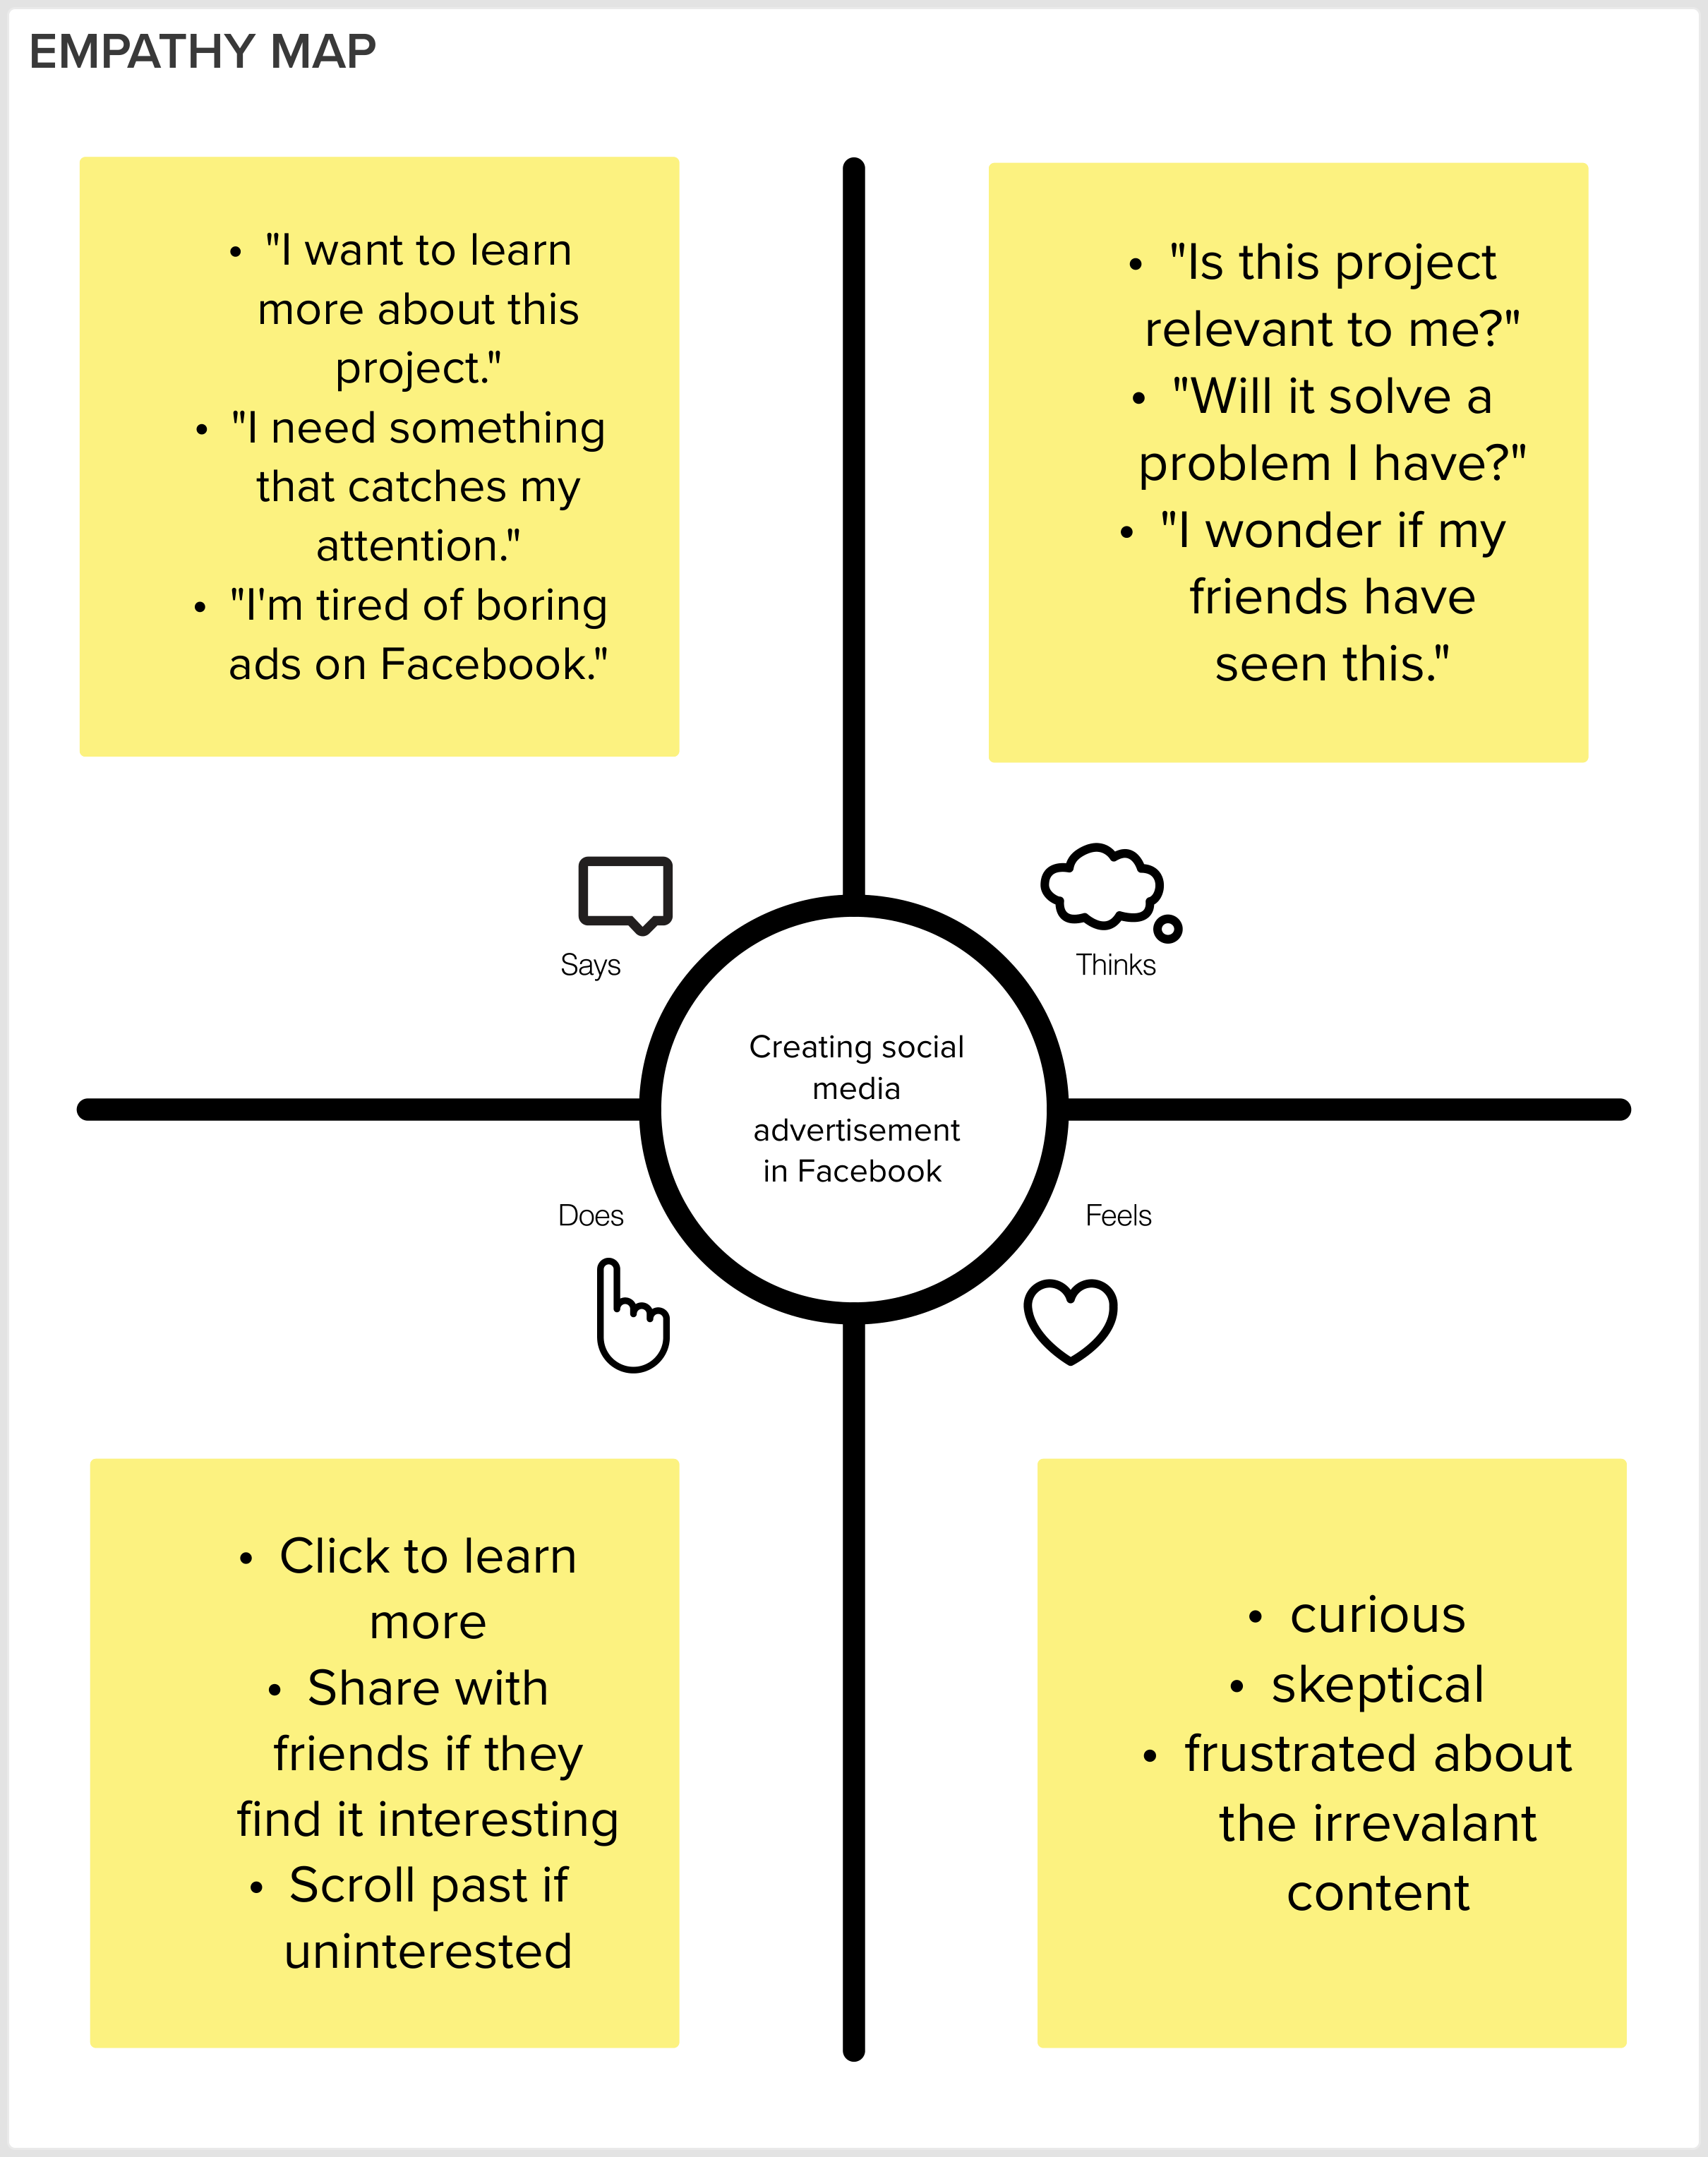 EMPATHY MAP
• "I want to learn
more about this
project."
• "I need something
that catches my
attention."
• "I'm tired of boring
ads on Facebook."
• "Is this project
relevant to me?"
• "Will it solve a
problem I have?"
• "I wonder if my
friends have
seen this."
Says
Thinks
Creating social
media
advertisement
in Facebook
Does
Feels
• Click to learn
more
• Share with
friends if they
find it interesting
• Scroll past if
uninterested
• curious
• skeptical
• frustrated about
the irrevalant
content